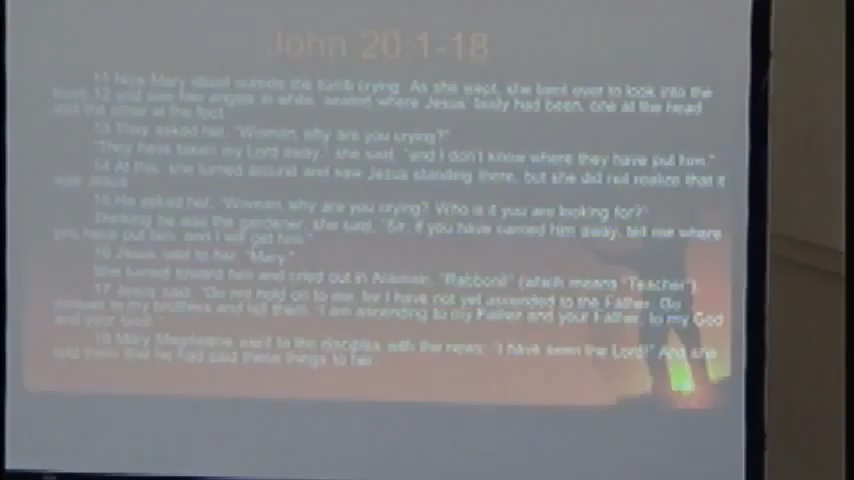 John 20:1-18
11 Now Mary stood outside the tomb crying. As she wept, she bent over to look into the
tomb 12 and saw two angels in white, seated where Jesus' body had been, one at the head
and the other at the foot.
13 They asked her, "Woman, why are you crying?"
"They have taken my Lord away," she said, "and I don't know where they have put him."
14 At this, she turned around and saw Jesus standing there, but she did not realize that it
was Jesus.
15 He asked her, "Woman, why are you crying? Who is it you are looking for?"
Thinking he was the gardener, she said, "Sir, if you have carried him away, tell me where
you have put him, and I will get him."
16 Jesus said to her, "Mary."
She turned toward him and cried out in Aramaic, "Rabboni!" (which means "Teacher").
17 Jesus said, "Do not hold on to me, for I have not yet ascended to the Father. Go
instead to my brothers and tell them, 'I am ascending to my Father and your Father, to my God
and your God.'"
18 Mary Magdalene went to the disciples with the news: "I have seen the Lord!" And she
told them that he had said these things to her.